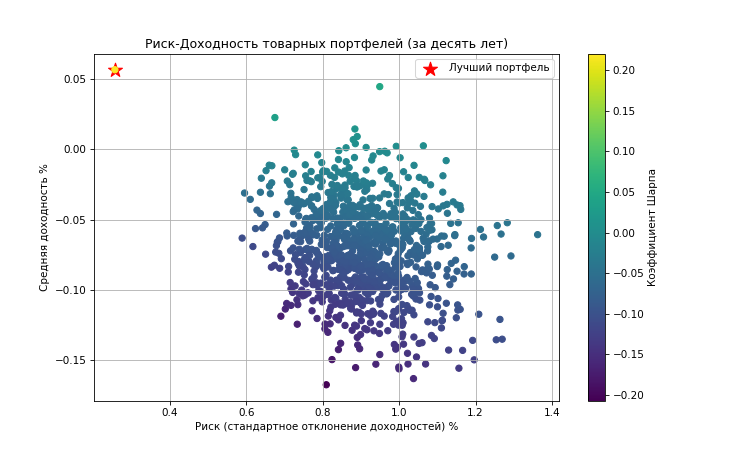 Риск-Доходность товарных портфелей (за десять лет)
Лучший портфель
Средняя доходность %
0.05
0.00
−0.05
−0.10
−0.15
0.4 0.6 0.8 1.0 1.2 1.4
Риск (стандартное отклонение доходностей) %
0.20
0.15
0.10
0.05
0.00
−0.05
−0.10
−0.15
−0.20
Коэффициент Шарпа